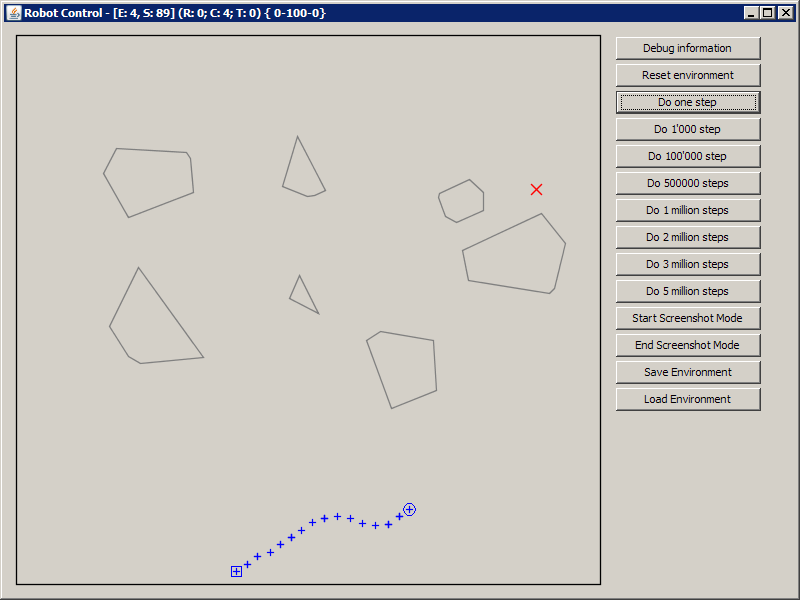 Robot Control - [E: 4, S: 89] (R: 0; C: 4; T: 0) { 0-100-0}
Debug information
Reset environment
Do one step
Do 1'000 step
Do 100'000 step
Do 500000 steps
Do 1 million steps
Do 2 million steps
Do 3 million steps
Do 5 million steps
Start Screenshot Mode
End Screenshot Mode
Save Environment
Load Environment